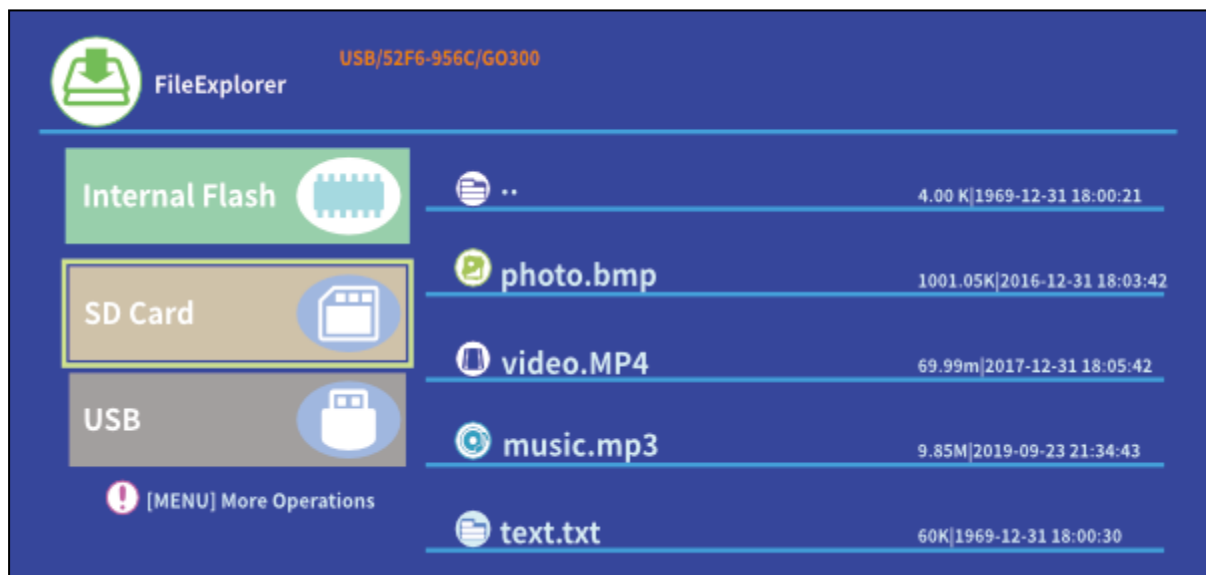 USB/52F6-956C/GO300
FileExplorer
Internal Flash
SD Card
USB
[MENU] More Operations
.. 4.00 K|1969-12-31 18:00:21
photo.bmp 1001.05K|2016-12-31 18:03:42
video.MP4 69.99m|2017-12-31 18:05:42
music.mp3 9.85M|2019-09-23 21:34:43
text.txt 60K|1969-12-31 18:00:30